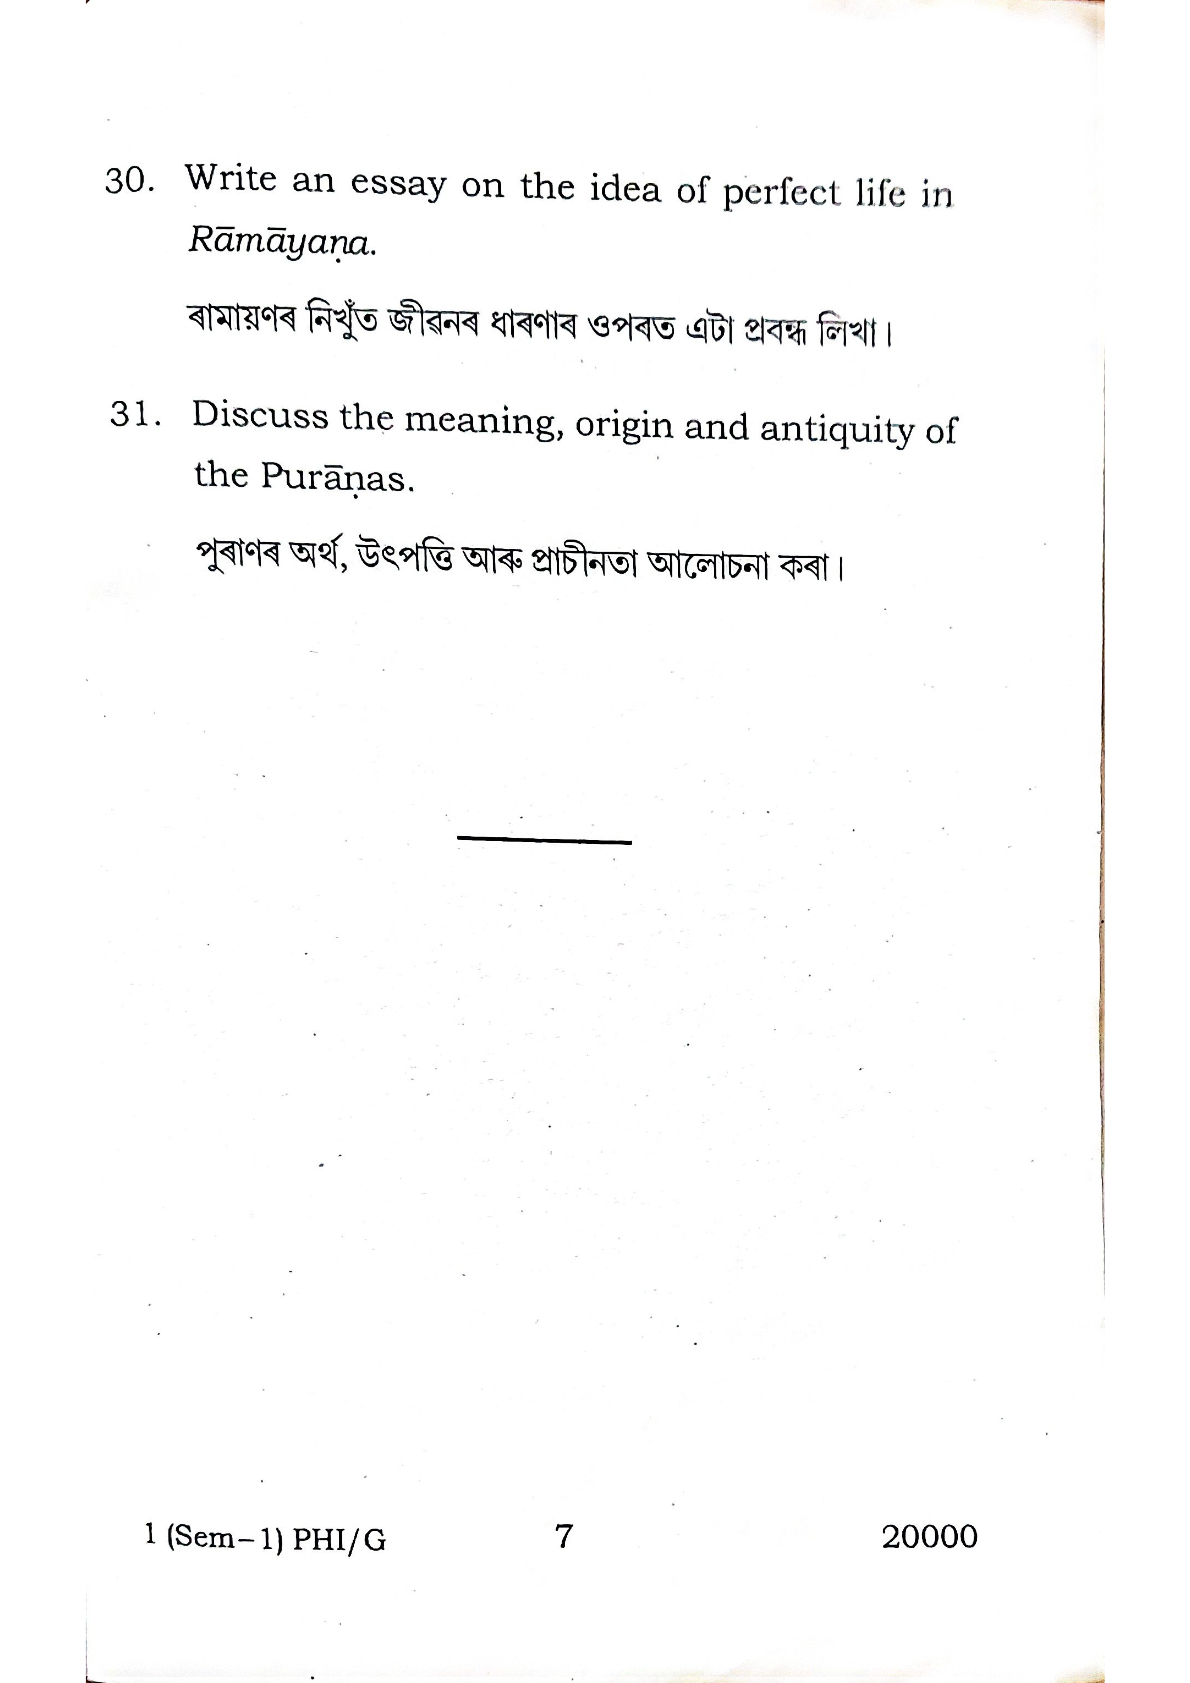 30. Write an essay on the idea of perfect life in
Rāmāyaṇa.
ৰামায়ণৰ নিখুঁত জীৱনৰ ধাৰণাৰ ওপৰত এটা প্ৰবন্ধ লিখা।
31. Discuss the meaning, origin and antiquity of
the Purāṇas.
পুৰাণৰ অৰ্থ, উৎপত্তি আৰু প্ৰাচীনতা আলোচনা কৰা।
1 (Sem–1) PHI/G 7 20000